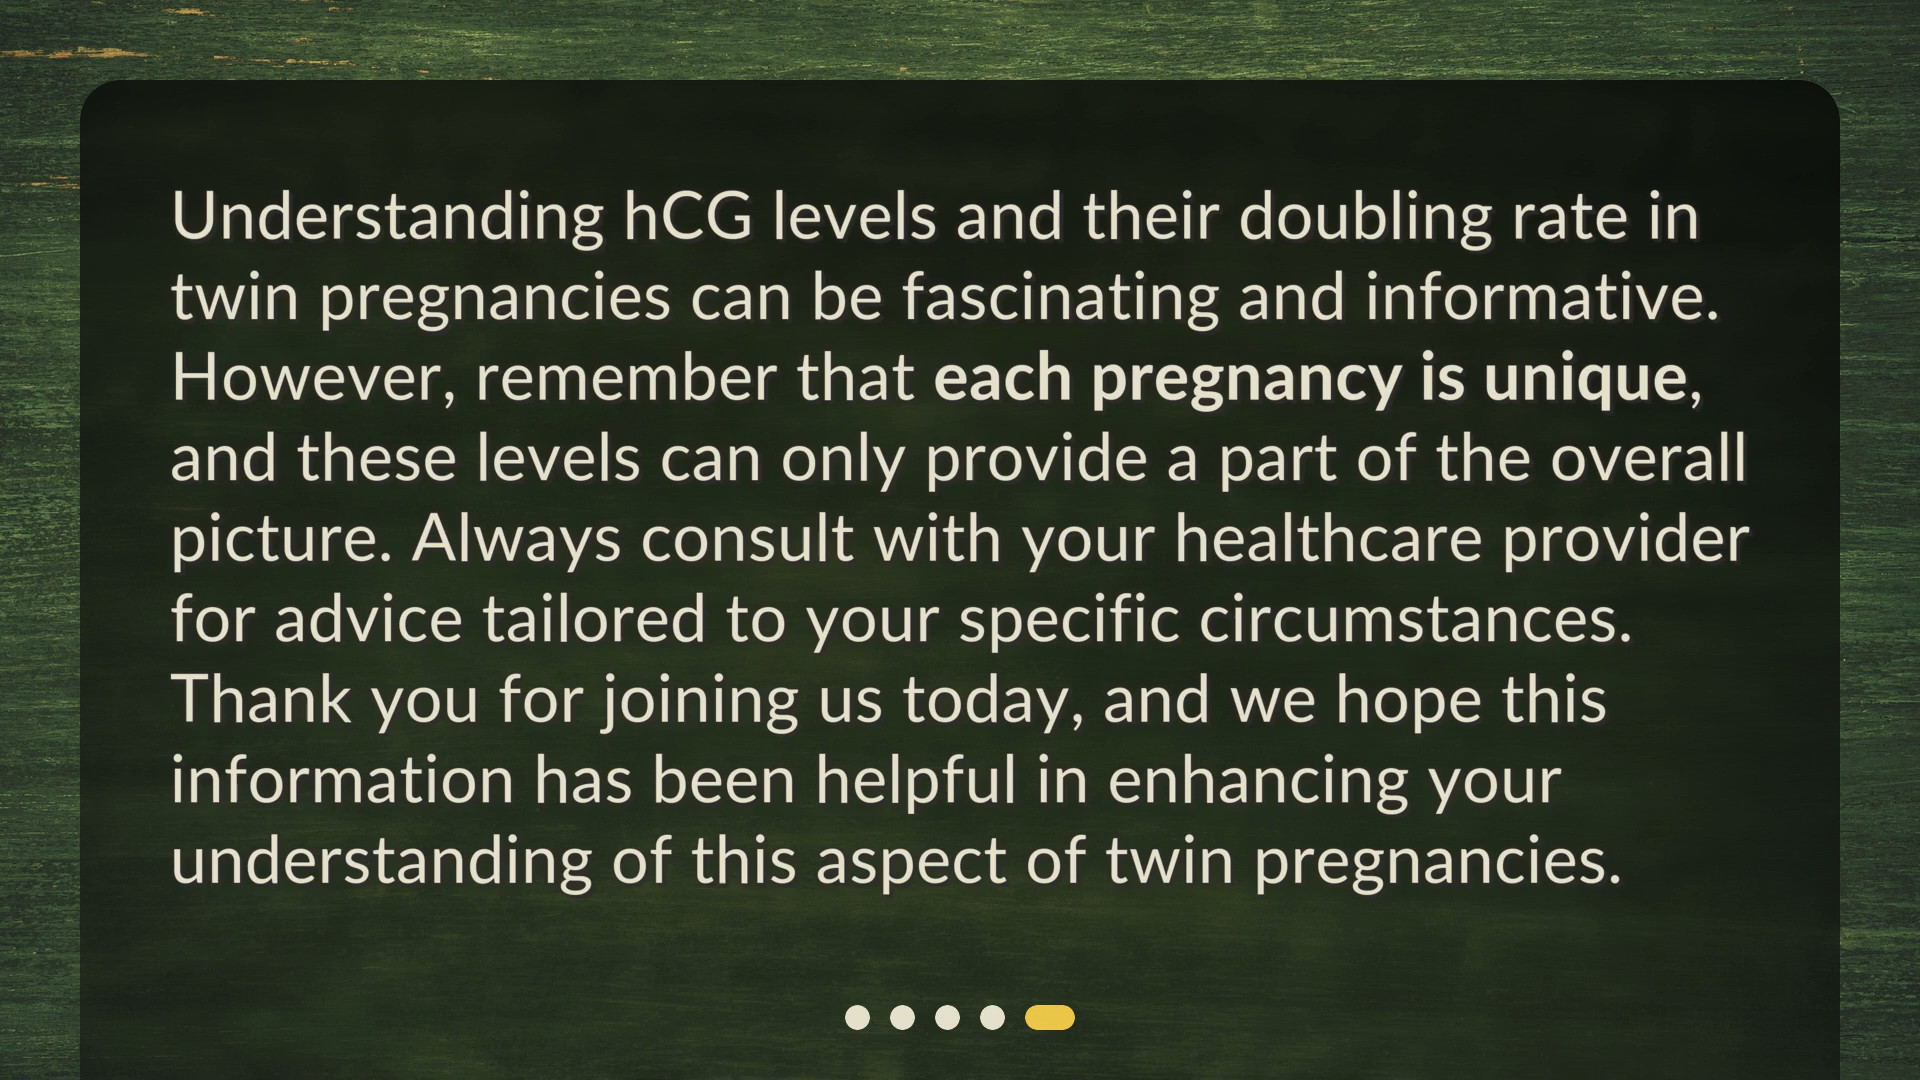 Understanding hCG levels and their doubling rate in
twin pregnancies can be fascinating and informative.
However, remember that each pregnancy is unique,
and these levels can only provide a part of the overall
picture. Always consult with your healthcare provider
for advice tailored to your specific circumstances.
Thank you for joining us today, and we hope this
information has been helpful in enhancing your
understanding of this aspect of twin pregnancies.